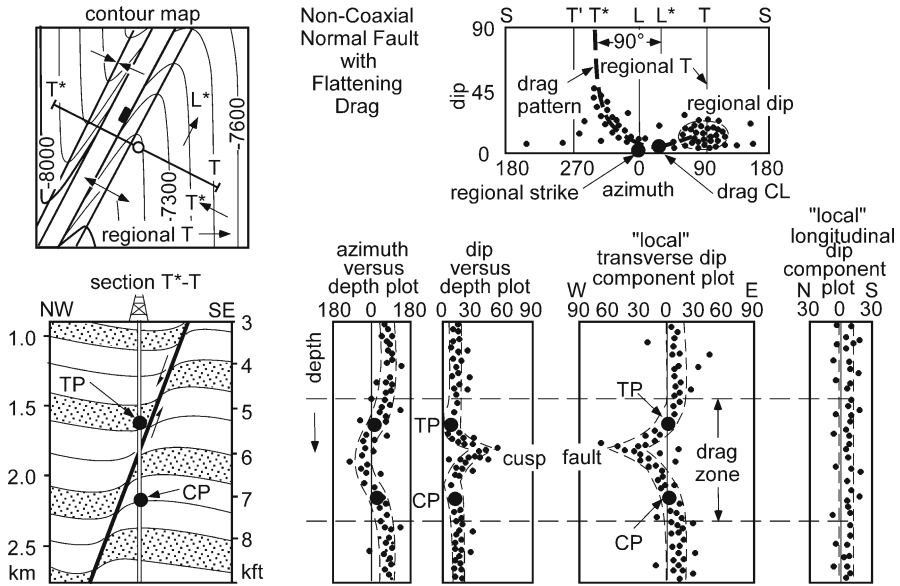 contour map
T*
L*
-8000
-7600
-7300
T
T*
regional T
Non-Coaxial
Normal Fault
with
Flattening
Drag
S T' T* L L* T S
90
90°
regional T
drag
pattern
regional dip
dip
45
0
180 270 0 90 180
regional strike
azimuth
drag CL
section T*-T
NW SE
1.0
1.5
2.0
2.5
km
3
4
5
6
7
8
kft
TP
CP
azimuth
versus
depth plot
180 0 180
depth
dip
versus
depth plot
0 90
TP
cusp
CP
"local"
transverse dip
component plot
W E
90 60 30 0 30 60 90
TP
fault
drag
zone
CP
"local"
longitudinal
dip
component
plot
N S
30 0 30